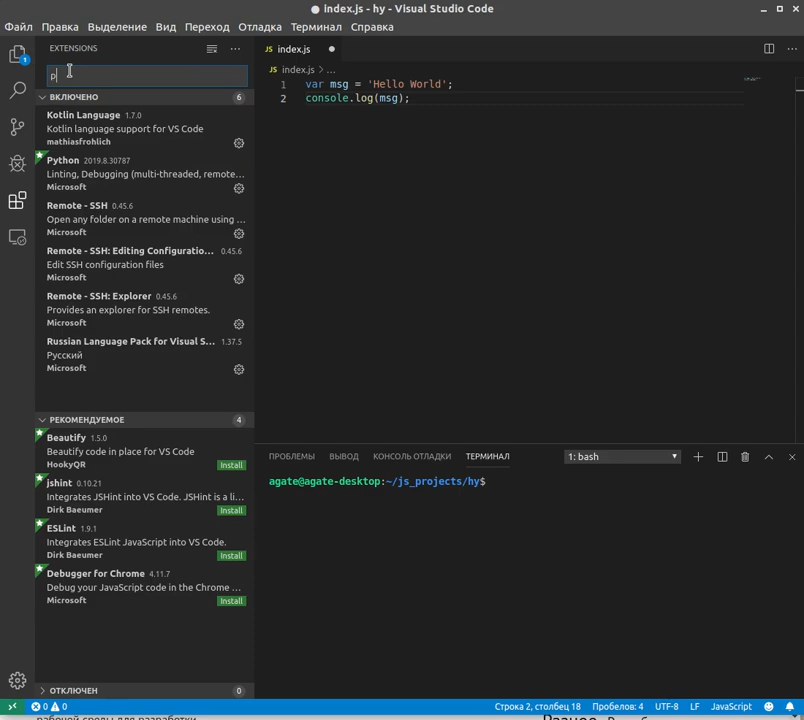 index.js - hy - Visual Studio Code
Файл Правка Выделение Вид Переход Отладка Терминал Справка
EXTENSIONS
p
ВКЛЮЧЕНО 6
Kotlin Language 1.7.0
Kotlin language support for VS Code
mathiasfrohlich
Python 2019.8.30787
Linting, Debugging (multi-threaded, remote...
Microsoft
Remote - SSH 0.45.6
Open any folder on a remote machine using ...
Microsoft
Remote - SSH: Editing Configuratio... 0.45.6
Edit SSH configuration files
Microsoft
Remote - SSH: Explorer 0.45.6
Provides an explorer for SSH remotes.
Microsoft
Russian Language Pack for Visual S... 1.37.5
Русский
Microsoft
РЕКОМЕНДУЕМОЕ 4
Beautify 1.5.0
Beautify code in place for VS Code
HookyQR Install
jshint 0.10.21
Integrates JSHint into VS Code. JSHint is a li...
Dirk Baeumer Install
ESLint 1.9.1
Integrates ESLint JavaScript into VS Code.
Dirk Baeumer Install
Debugger for Chrome 4.11.7
Debug your JavaScript code in the Chrome ...
Microsoft Install
ОТКЛЮЧЕН 0
1
JS index.js
JS index.js > ...
1 var msg = 'Hello World';
2 console.log(msg);
ПРОБЛЕМЫ ВЫВОД КОНСОЛЬ ОТЛАДКИ ТЕРМИНАЛ 1: bash
agate@agate-desktop:~/js_projects/hy$
0 0 Строка 2, столбец 18 Пробелов: 4 UTF-8 LF JavaScript